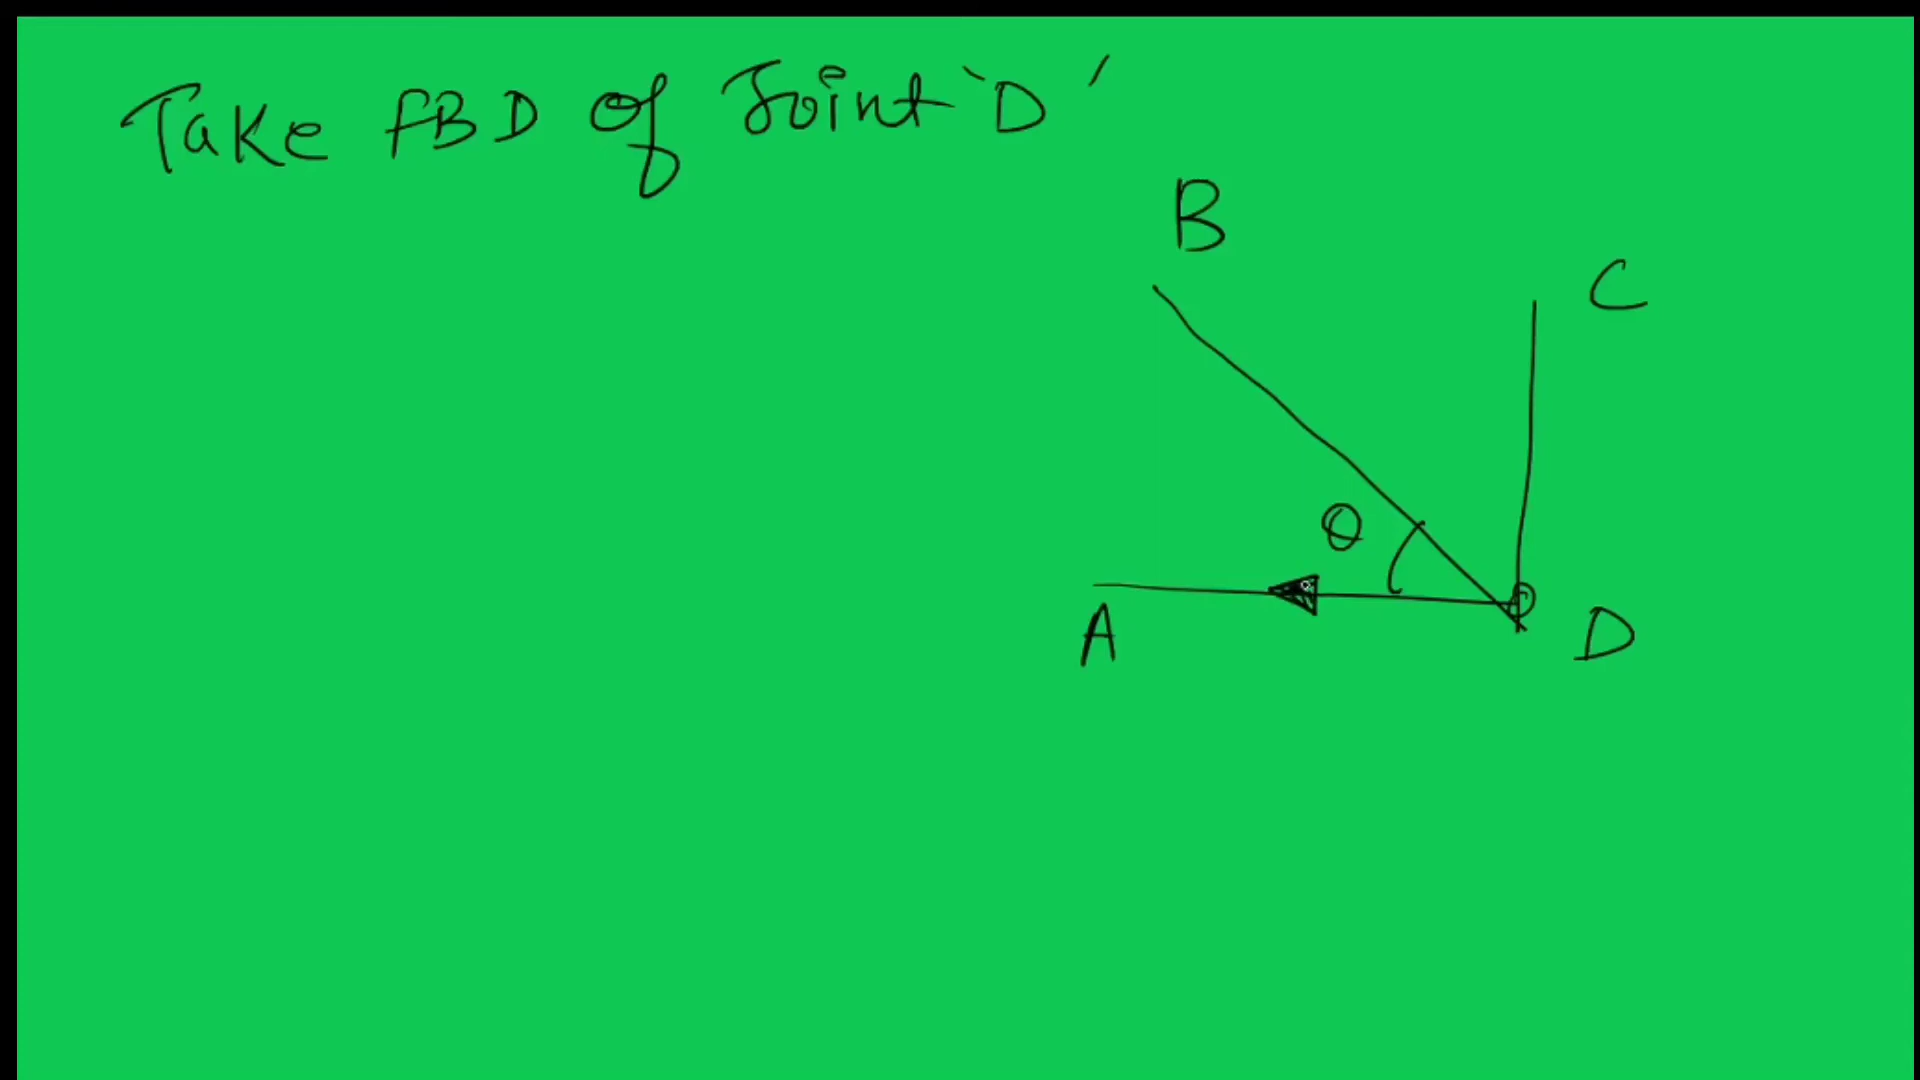 Take FBD of Joint 'D'
B
C
θ
A
D